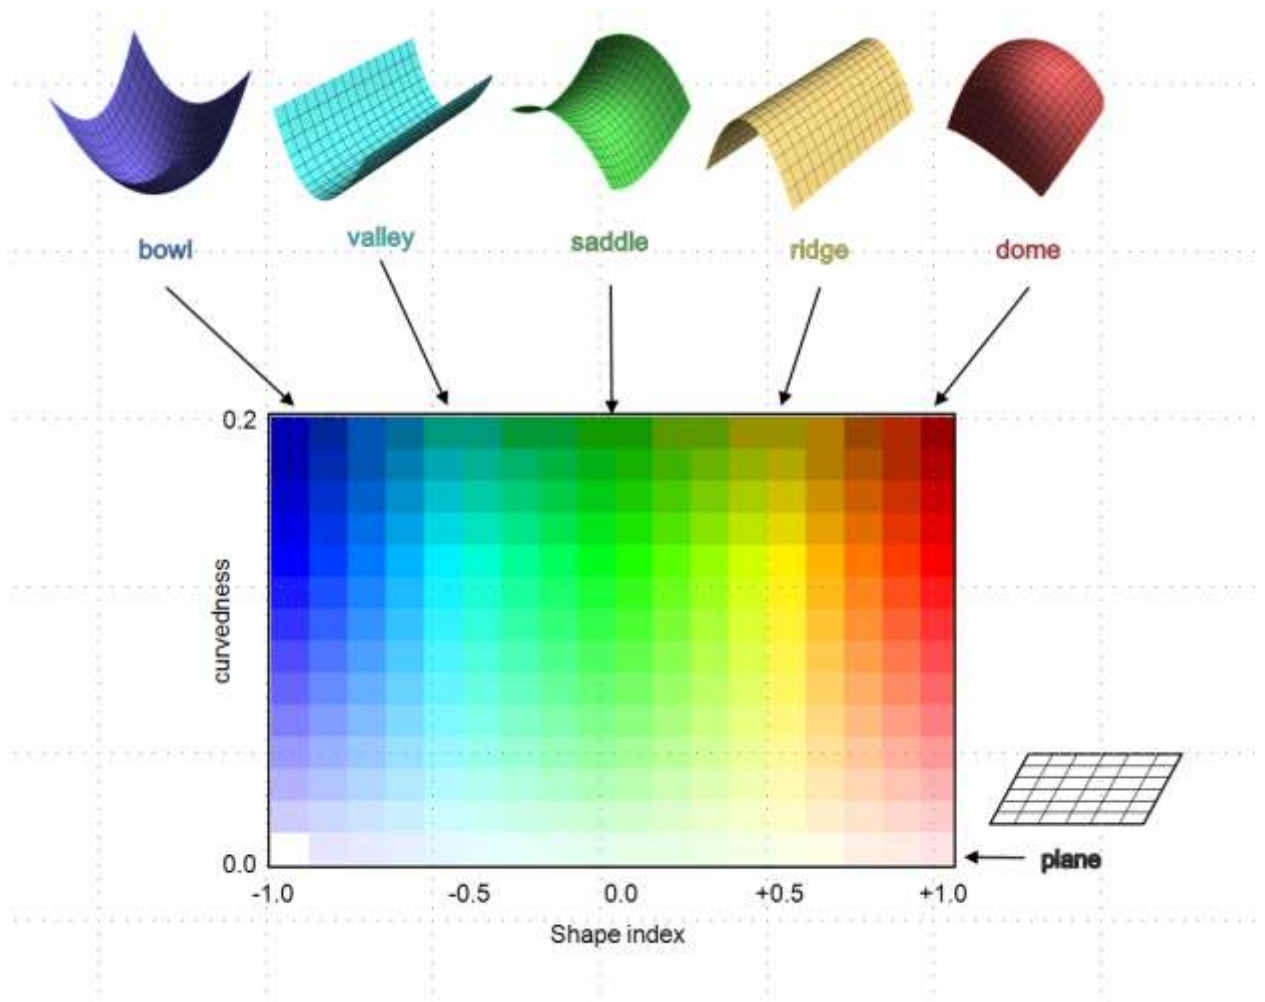 bowl
valley
saddle
ridge
dome
0.2
curvedness
0.0
plane
-1.0
-0.5
0.0
+0.5
+1.0
Shape index